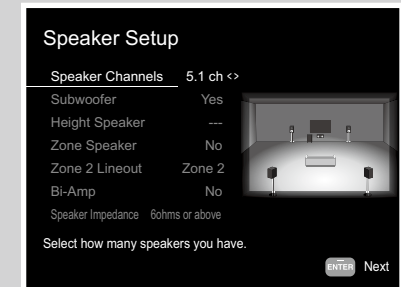 Speaker Setup
Speaker Channels 5.1 ch <>
Subwoofer Yes
Height Speaker ---
Zone Speaker No
Zone 2 Lineout Zone 2
Bi-Amp No
Speaker Impedance 6ohms or above
Select how many speakers you have.
ENTER Next